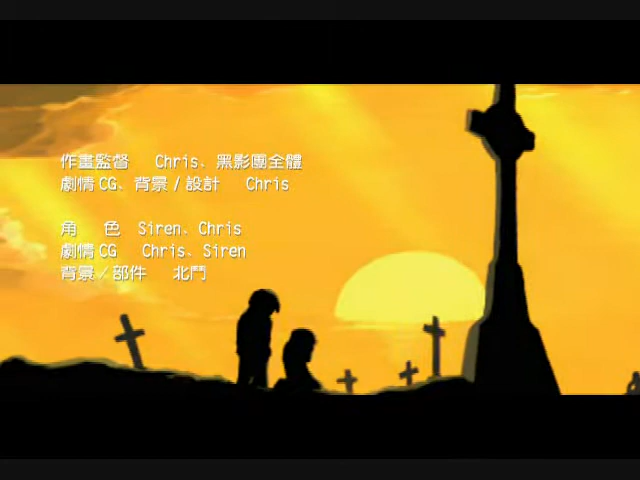 作畫監督 Chris、黑影團全體
劇情CG、背景/設計 Chris
角 色 Siren、Chris
劇情CG Chris、Siren
背景/部件 北鬥